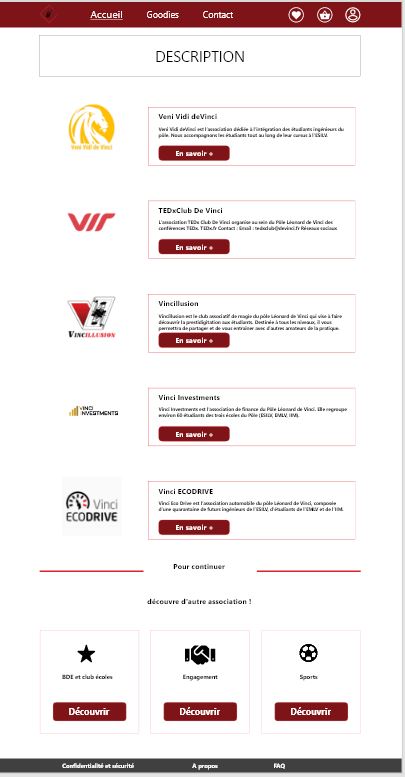 Accueil Goodies Contact
DESCRIPTION
Veni Vidi deVinci
Veni Vidi deVinci
Veni Vidi deVinci est l'association dédiée à l'intégration des étudiants ingénieurs du
pôle. Nous accompagnons les étudiants tout au long de leur cursus à l'ESILV.
En savoir +
TEDxClub De Vinci
L'association TEDx Club De Vinci organise au sein du Pôle Léonard de Vinci des
conférences TEDx. TEDx.fr Contact : Email : tedxclub@devinci.fr Réseaux sociaux
En savoir +
VINCILLUSION
Vincillusion
Vincillusion est le club associatif de magie du pôle Léonard de Vinci qui vise à faire
découvrir la prestidigitation aux étudiants. Destinée à tous les niveaux, il vous
permettra de partager et de vous entrainer avec d'autres amateurs de la pratique.
En savoir +
VINCI
INVESTMENTS
Vinci Investments
Vinci Investments est l'association de finance du Pôle Léonard de Vinci. Elle regroupe
environ 60 étudiants des trois écoles du Pôle (ESILV, EMLV, IIM).
En savoir +
Vinci
ECODRIVE
Vinci ECODRIVE
Vinci Eco Drive est l'association automobile du pôle Léonard de Vinci, composée
d'une quarantaine de futurs ingénieurs de l'ESILV, d'étudiants de l'EMLV et de l'IIM.
En savoir +
Pour continuer
découvre d'autre association !
BDE et club écoles
Engagement
Sports
Découvrir
Découvrir
Découvrir
Confidentialité et sécurité A propos FAQ